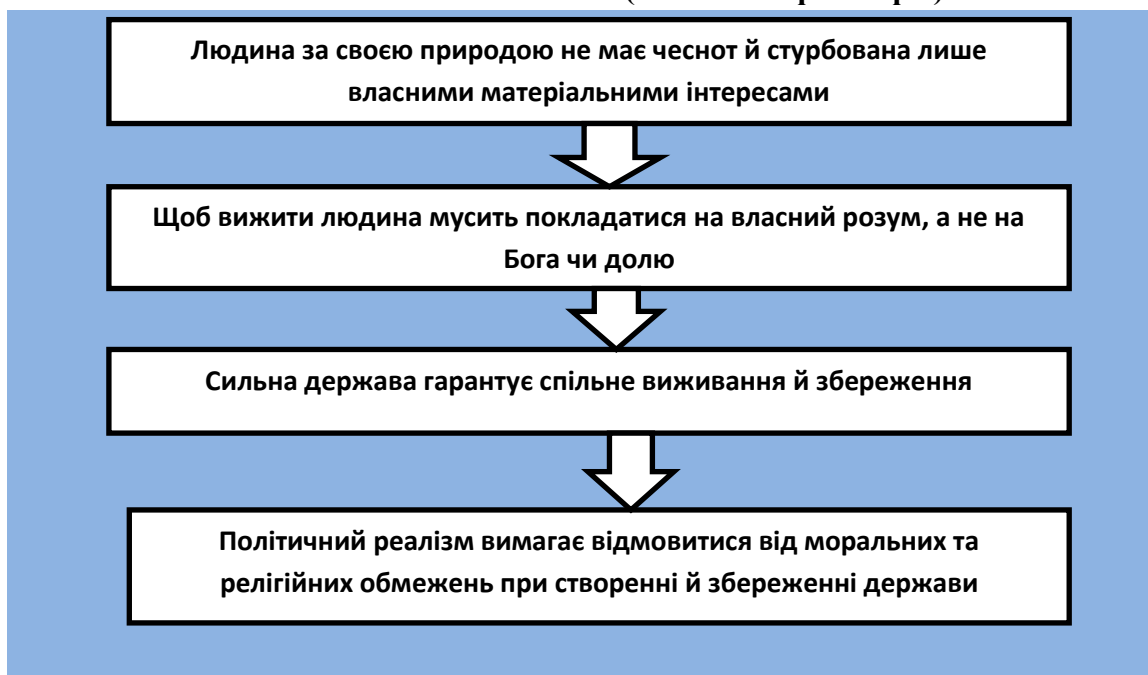 Людина за своєю природою не має чеснот й стурбована лише
власними матеріальними інтересами
Щоб вижити людина мусить покладатися на власний розум, а не на
Бога чи долю
Сильна держава гарантує спільне виживання й збереження
Політичний реалізм вимагає відмовитися від моральних та
релігійних обмежень при створенні й збереженні держави